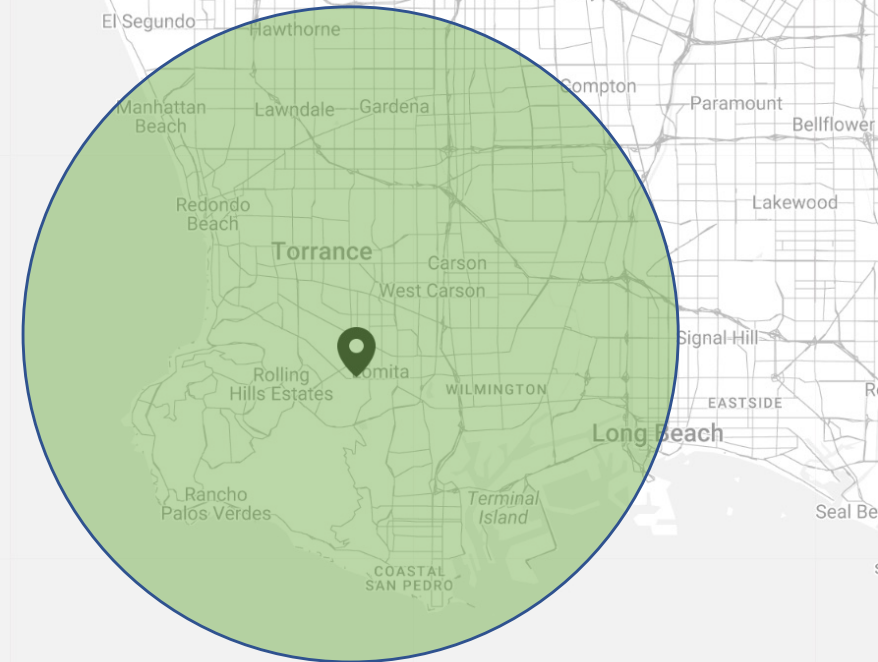 El Segundo
Hawthorne
Compton
Paramount
Manhattan
Beach
Lawndale
Gardena
Bellflower
Redondo
Beach
Lakewood
Torrance
Carson
West Carson
Signal Hill
Lomita
Rolling
Hills Estates
WILMINGTON
EASTSIDE
Long Beach
Rancho
Palos Verdes
Terminal
Island
Seal Be
COASTAL
SAN PEDRO